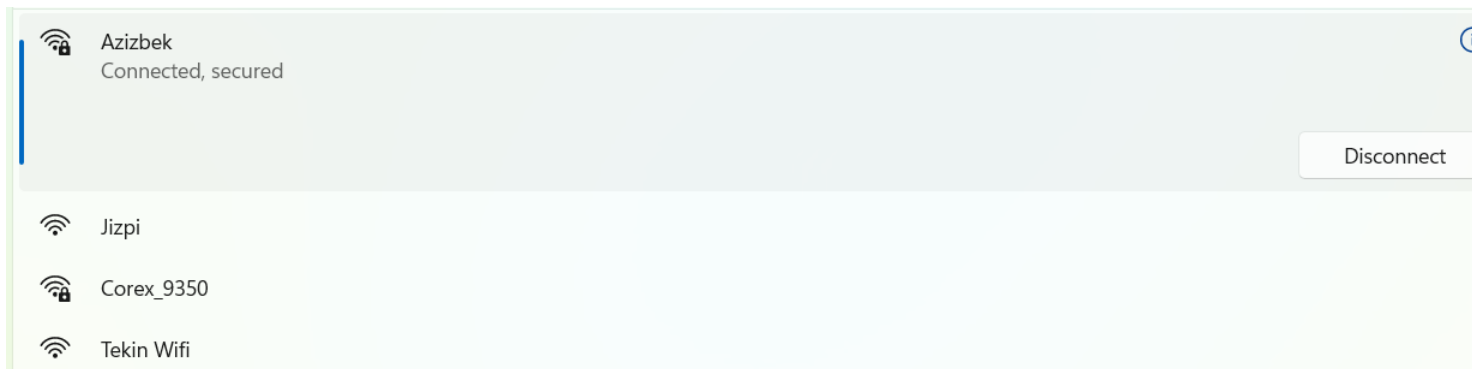 Azizbek
Connected, secured
Disconnect
Jizpi
Corex_9350
Tekin Wifi